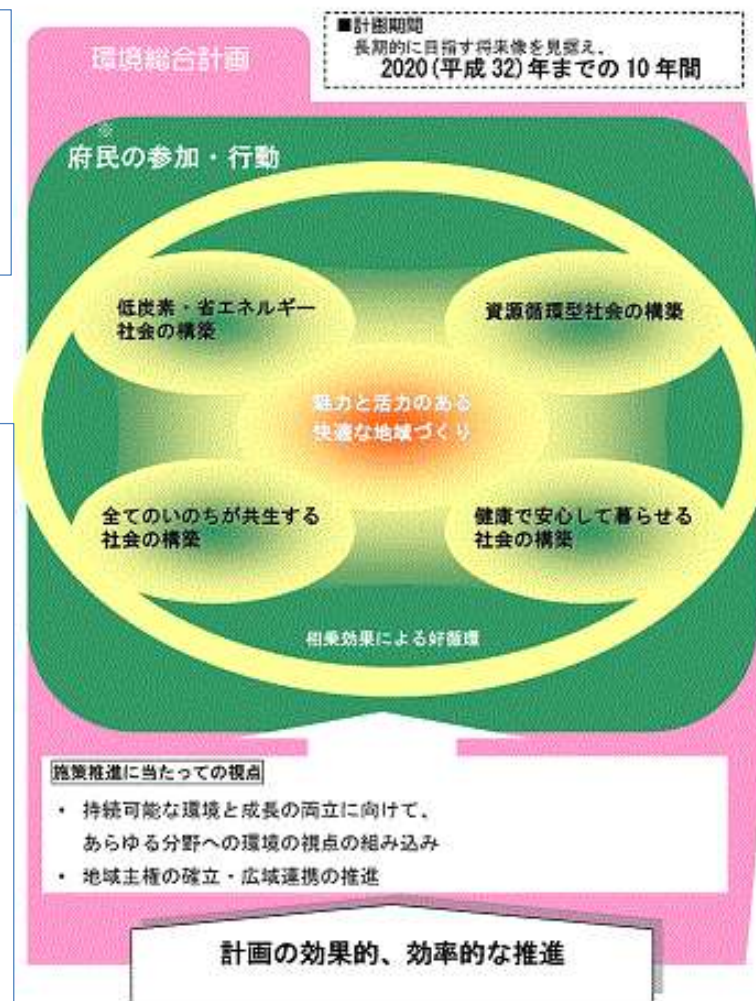 環境総合計画
■計画期間
長期的に目指す将来像を見据え、
2020(平成32)年までの10年間
※
府民の参加・行動
低炭素・省エネルギー
社会の構築
資源循環型社会の構築
魅力と活力のある
快適な地域づくり
全てのいのちが共生する
社会の構築
健康で安心して暮らせる
社会の構築
相乗効果による好循環
施策推進に当たっての視点
・ 持続可能な環境と成長の両立に向けて、
あらゆる分野への環境の視点の組み込み
・ 地域主権の確立・広域連携の推進
計画の効果的、効率的な推進